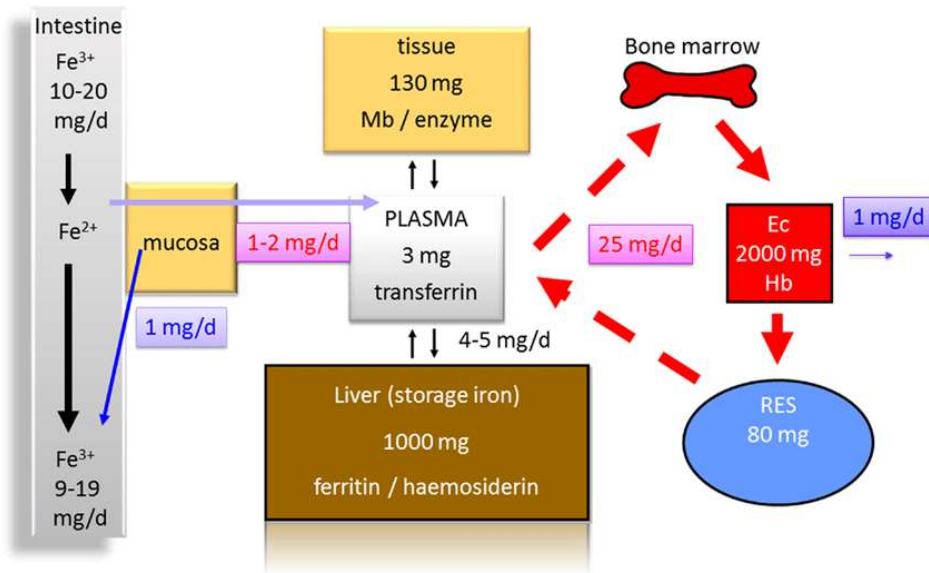 Intestine
Fe³⁺
10-20
mg/d
Fe²⁺
Fe³⁺
9-19
mg/d
mucosa
1 mg/d
1-2 mg/d
tissue
130 mg
Mb / enzyme
PLASMA
3 mg
transferrin
4-5 mg/d
Liver (storage iron)
1000 mg
ferritin / haemosiderin
Bone marrow
25 mg/d
Ec
2000 mg
Hb
1 mg/d
RES
80 mg